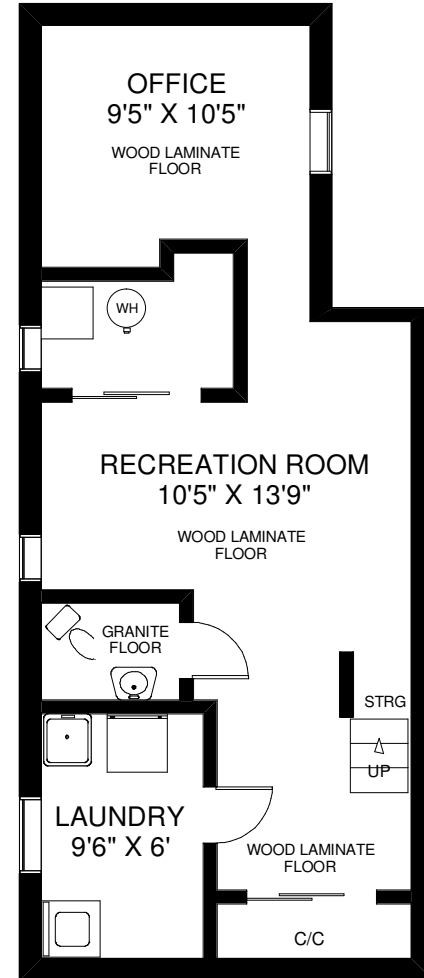 OFFICE
9'5" X 10'5"
WOOD LAMINATE
FLOOR
WH
RECREATION ROOM
10'5" X 13'9"
WOOD LAMINATE
FLOOR
GRANITE
FLOOR
STRG
UP
LAUNDRY
9'6" X 6'
WOOD LAMINATE
FLOOR
C/C